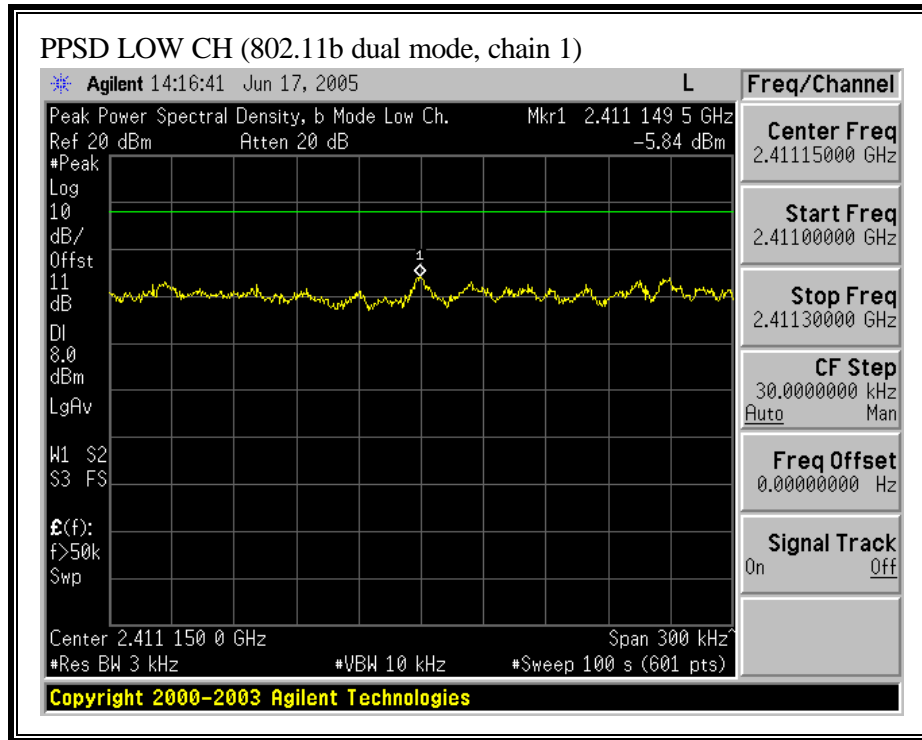 PPSD LOW CH (802.11b dual mode, chain 1)
Agilent 14:16:41 Jun 17, 2005 L
Peak Power Spectral Density, b Mode Low Ch. Mkr1 2.411 149 5 GHz
Ref 20 dBm Atten 20 dB -5.84 dBm
#Peak
Log
10
dB/
Offst
11
dB
DI
8.0
dBm
LgAv
W1 S2
S3 FS
£(f):
f>50k
Swp
1
Center 2.411 150 0 GHz Span 300 kHz^
#Res BW 3 kHz #VBW 10 kHz #Sweep 100 s (601 pts)
Copyright 2000-2003 Agilent Technologies
Freq/Channel
Center Freq
2.41115000 GHz
Start Freq
2.41100000 GHz
Stop Freq
2.41130000 GHz
CF Step
30.0000000 kHz
Auto Man
Freq Offset
0.00000000 Hz
Signal Track
On Off